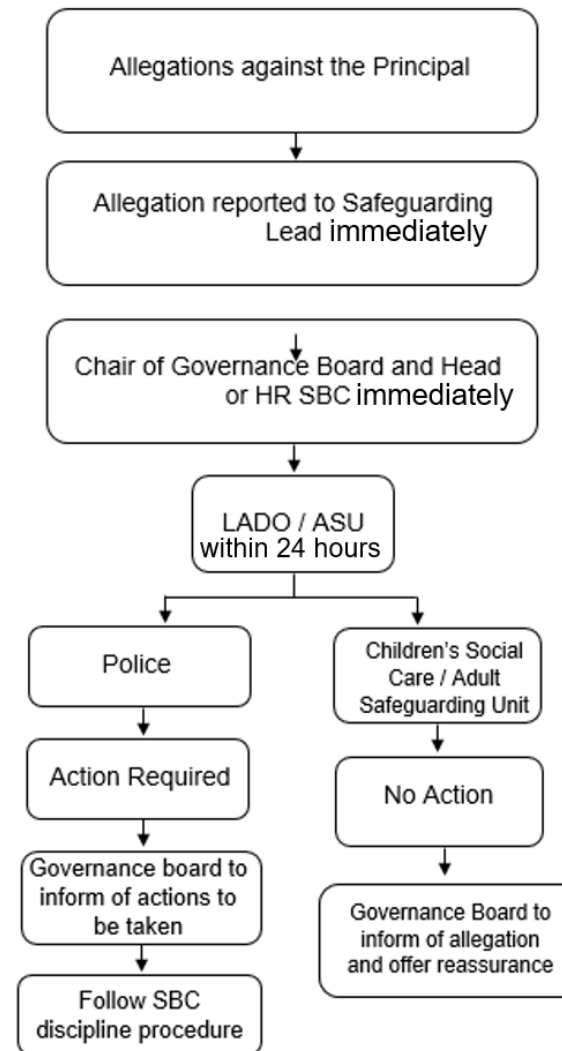 Allegations against the Principal
Allegation reported to Safeguarding
Lead immediately
Chair of Governance Board and Head
or HR SBC immediately
LADO / ASU
within 24 hours
Police
Children's Social
Care / Adult
Safeguarding Unit
Action Required
No Action
Governance board to
inform of actions to
be taken
Governance Board to
inform of allegation
and offer reassurance
Follow SBC
discipline procedure